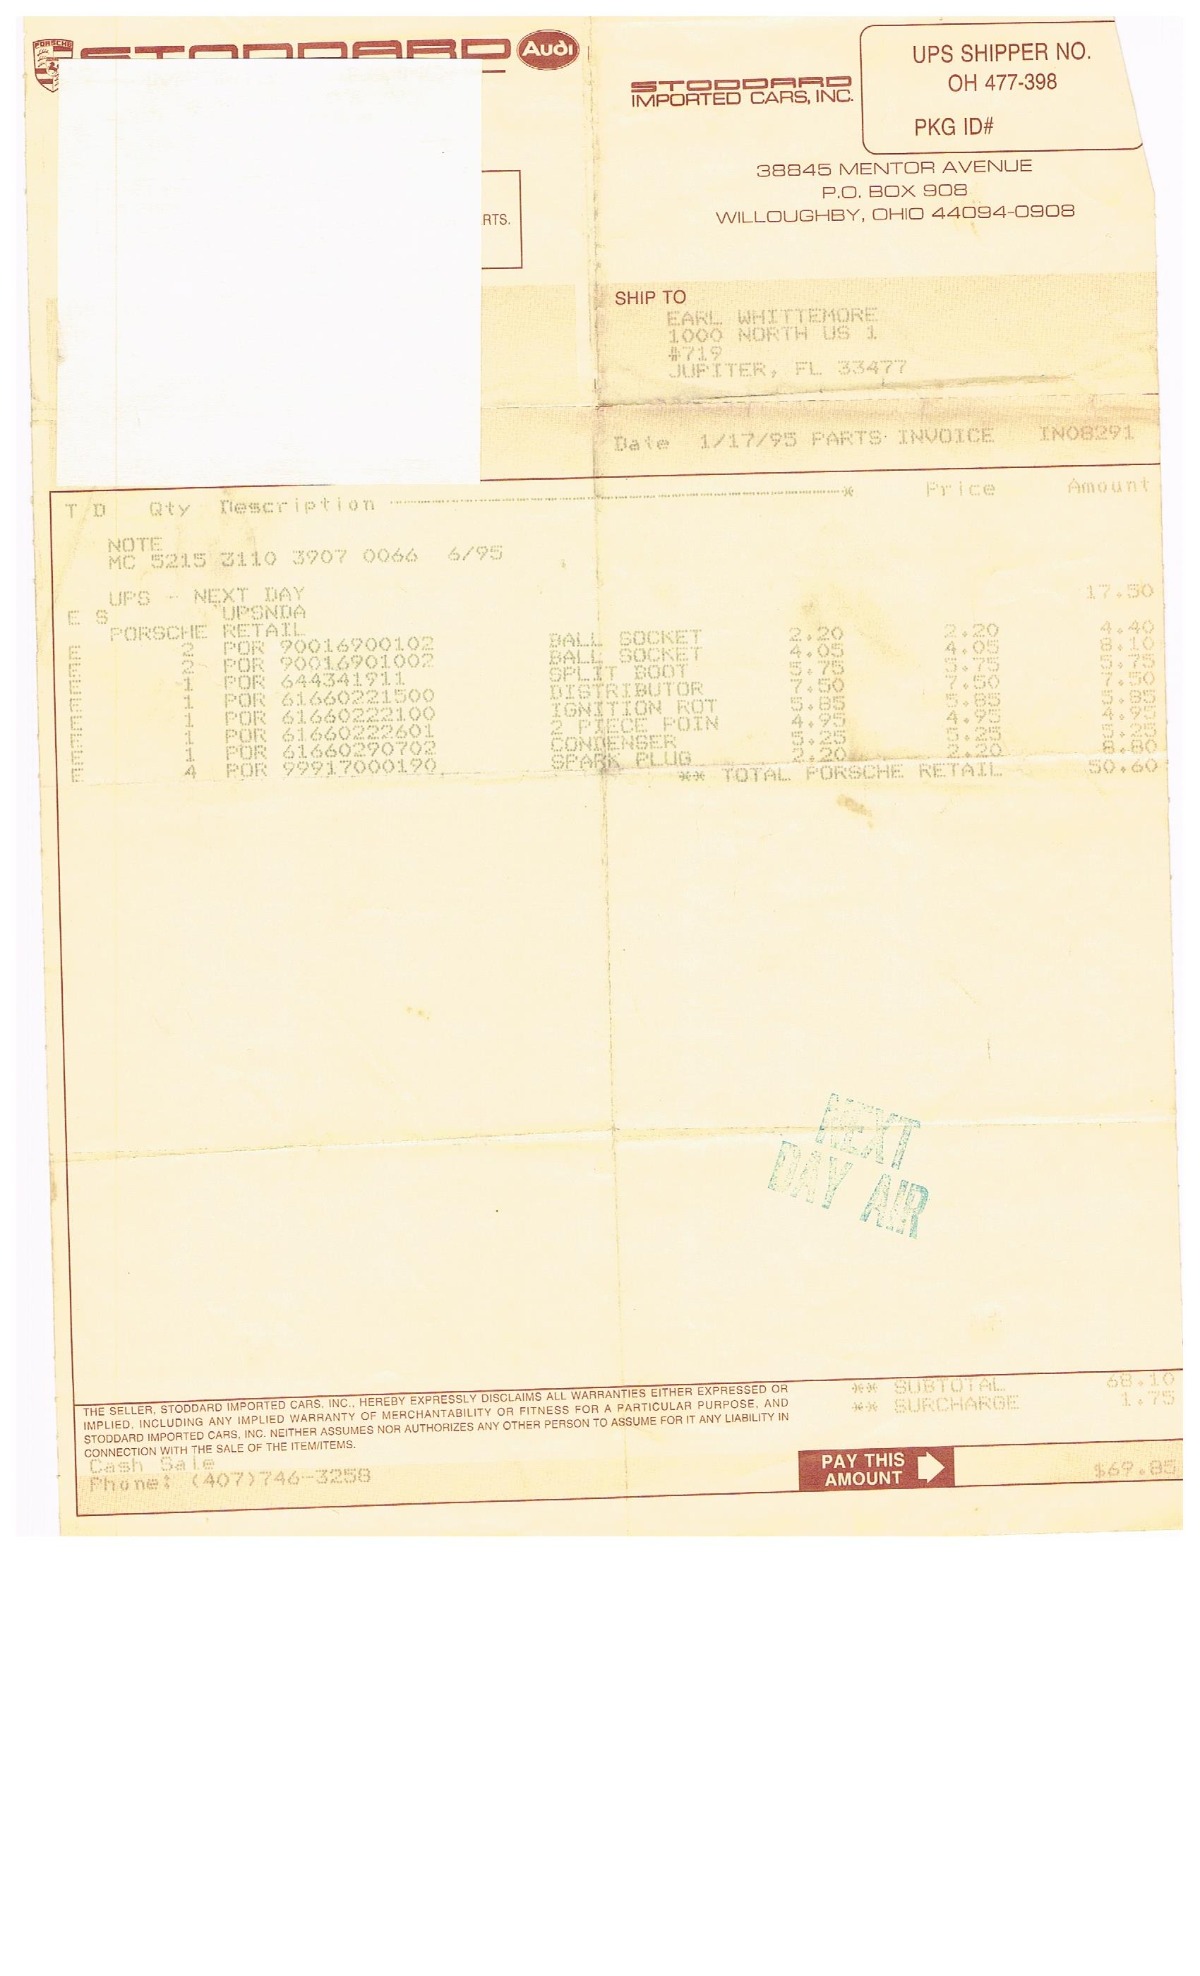 PORSCHE
STODDARD Audi
STODDARD
IMPORTED CARS, INC.
UPS SHIPPER NO.
OH 477-398
PKG ID#
38845 MENTOR AVENUE
P.O. BOX 908
WILLOUGHBY, OHIO 44094-0908
RTS.
SHIP TO
EARL WHITTEMORE
1000 NORTH US 1
#719
JUPITER, FL 33477
Date 1/17/95 PARTS INVOICE IN08291
T D Qty Description ------------------------* Price Amount
NOTE
MC 5215 3110 3907 0066 6/95
UPS - NEXT DAY 17.50
E S UPSNDA
PORSCHE RETAIL
E 2 POR 90016900102 BALL SOCKET 2.20 2.20 4.40
E 2 POR 90016901002 BALL SOCKET 4.05 4.05 8.10
E 1 POR 644341911 SPLIT BOOT 5.75 5.75 5.75
E 1 POR 61660221500 DISTRIBUTOR 7.50 7.50 7.50
E 1 POR 61660222100 IGNITION ROT 5.85 5.85 5.85
E 1 POR 61660222601 2 PIECE POIN 4.95 4.95 4.95
E 1 POR 61660290702 CONDENSER 5.25 5.25 5.25
E 4 POR 99917000190 SPARK PLUG 2.20 2.20 8.80
** TOTAL PORSCHE RETAIL 50.60
NEXT
DAY AIR
THE SELLER, STODDARD IMPORTED CARS, INC., HEREBY EXPRESSLY DISCLAIMS ALL WARRANTIES EITHER EXPRESSED OR
IMPLIED, INCLUDING ANY IMPLIED WARRANTY OF MERCHANTABILITY OR FITNESS FOR A PARTICULAR PURPOSE, AND
STODDARD IMPORTED CARS, INC. NEITHER ASSUMES NOR AUTHORIZES ANY OTHER PERSON TO ASSUME FOR IT ANY LIABILITY IN
CONNECTION WITH THE SALE OF THE ITEM/ITEMS.
** SUBTOTAL 68.10
** SURCHARGE 1.75
Cash Sale
Phone: (407)746-3258
PAY THIS
AMOUNT
$69.85